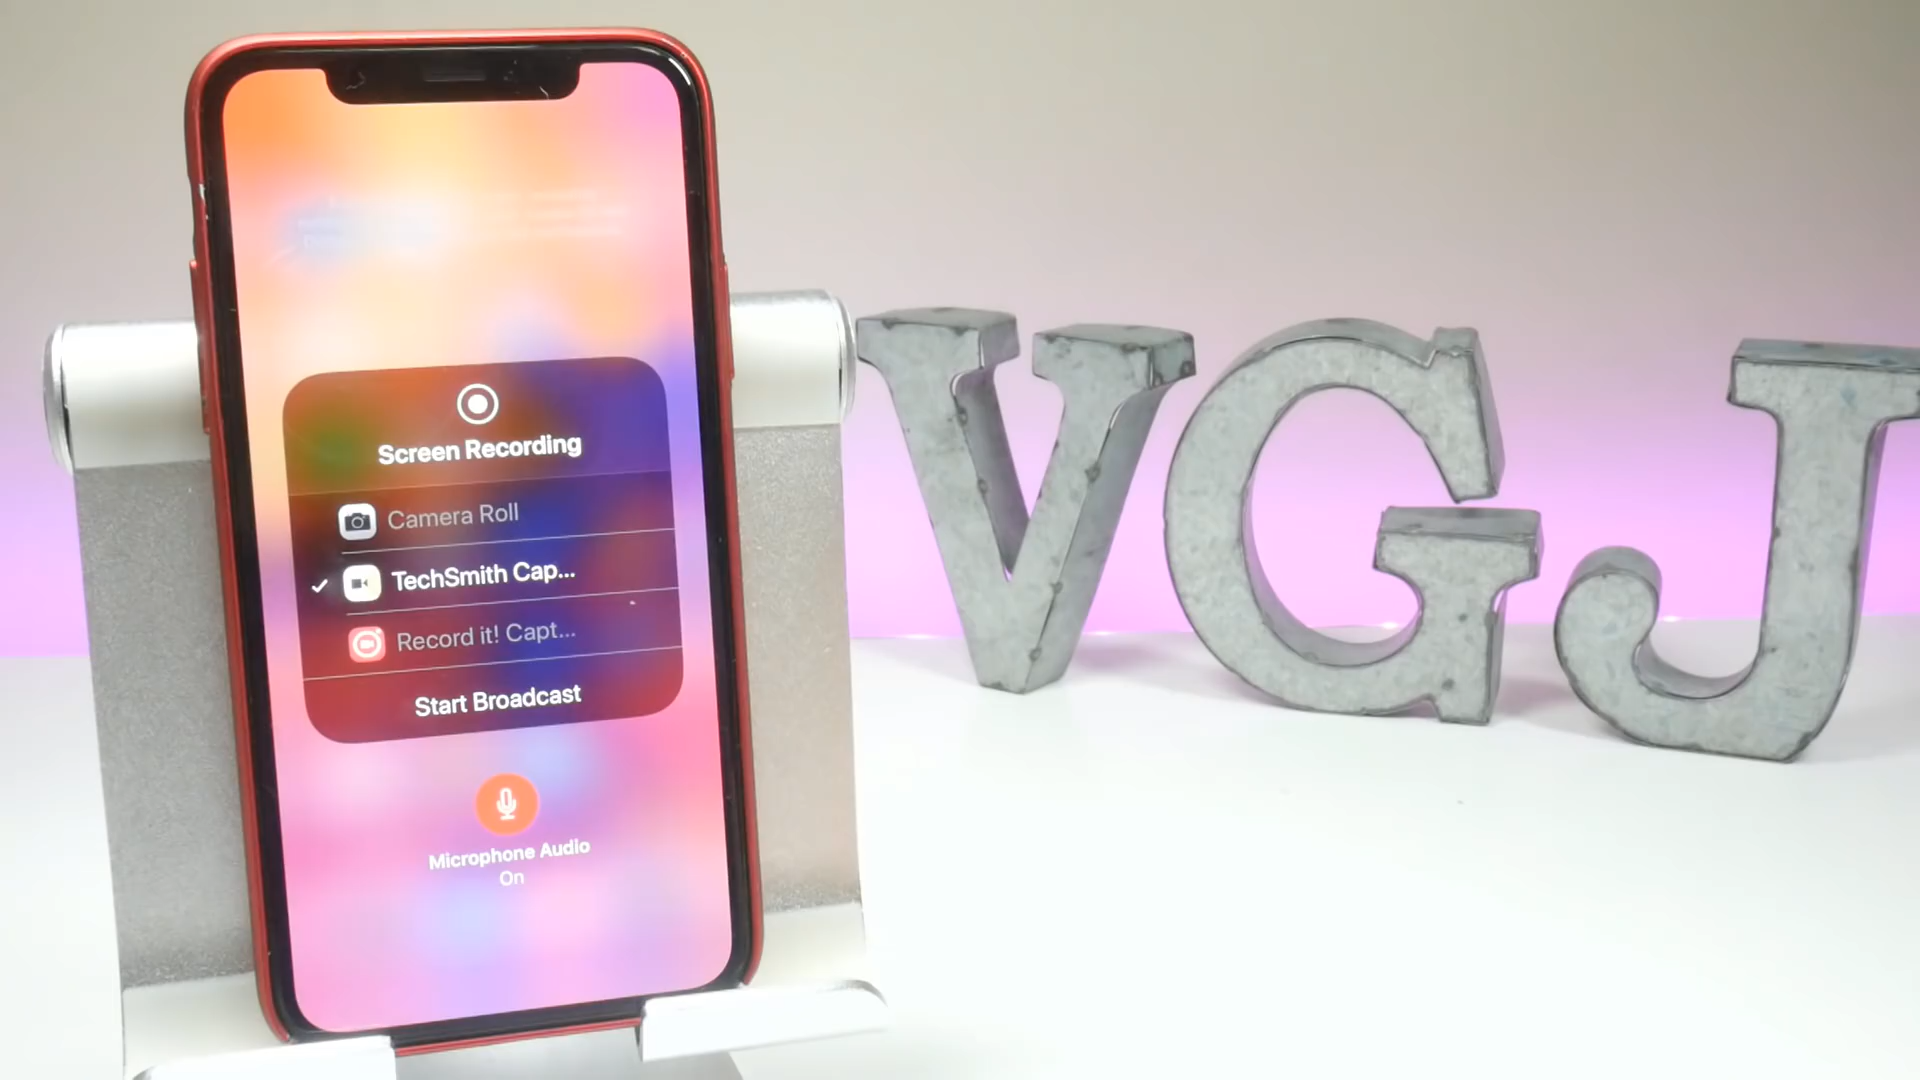 Screen Recording
Camera Roll
TechSmith Cap...
Record it! Capt...
Start Broadcast
Microphone Audio
On
VGJ